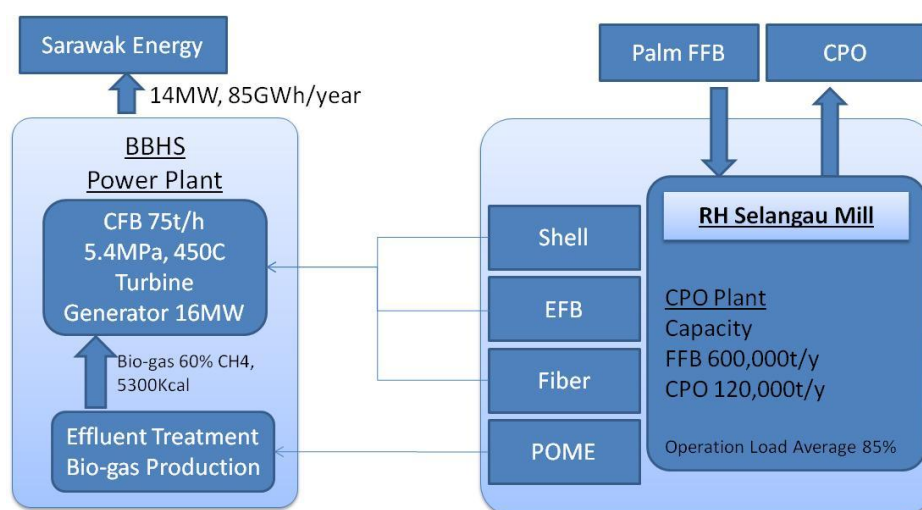 Sarawak Energy
14MW, 85GWh/year
BBHS
Power Plant
CFB 75t/h
5.4MPa, 450C
Turbine
Generator 16MW
Bio-gas 60% CH4,
5300Kcal
Effluent Treatment
Bio-gas Production
Palm FFB
CPO
RH Selangau Mill
Shell
EFB
Fiber
POME
CPO Plant
Capacity
FFB 600,000t/y
CPO 120,000t/y
Operation Load Average 85%